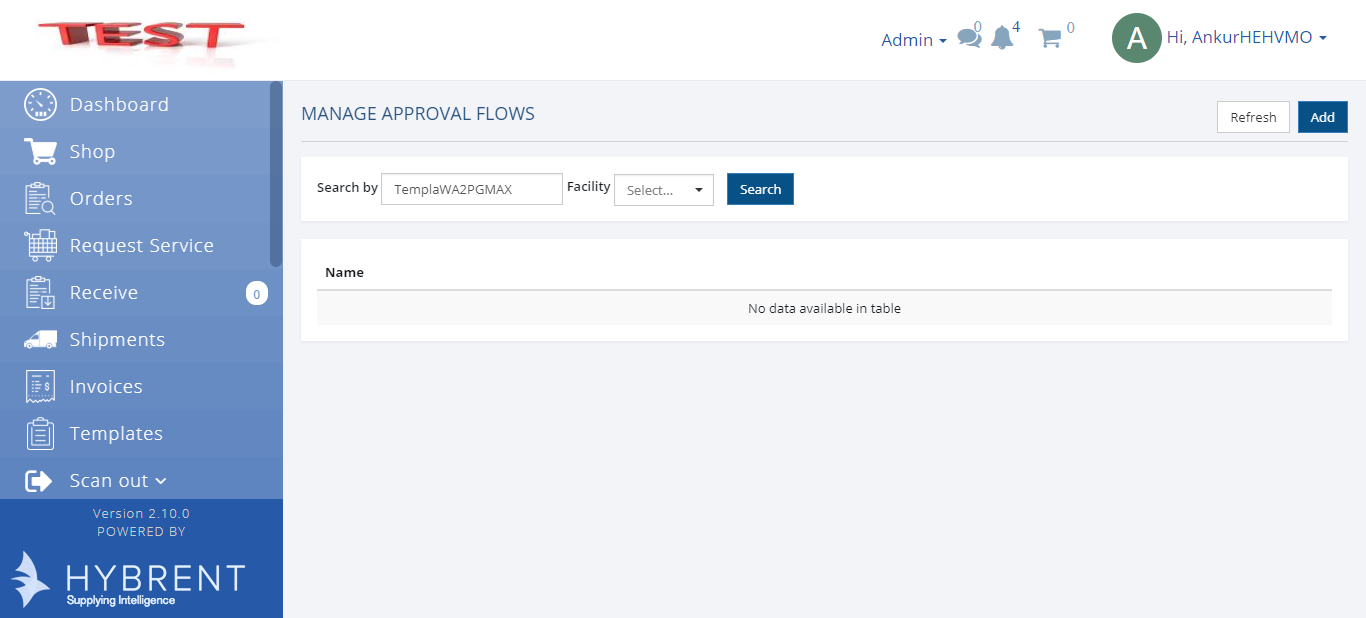 TEST
Admin 0 4 0 A Hi, AnkurHEHVMO
Dashboard
Shop
Orders
Request Service
Receive 0
Shipments
Invoices
Templates
Scan out
Version 2.10.0
POWERED BY
HYBRENT
Supplying Intelligence
MANAGE APPROVAL FLOWS Refresh Add
Search by TemplaWA2PGMAX Facility Select... Search
Name
No data available in table